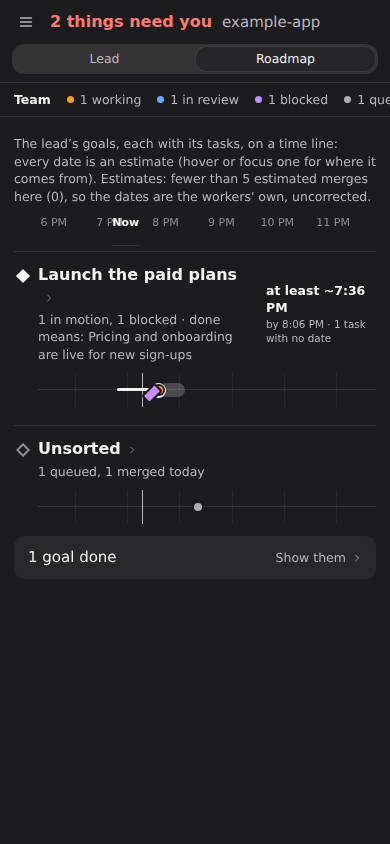 2 things need you example-app
Lead Roadmap
Team 1 working 1 in review 1 blocked 1 que
The lead’s goals, each with its tasks, on a time line:
every date is an estimate (hover or focus one for where it
comes from). Estimates: fewer than 5 estimated merges
here (0), so the dates are the workers' own, uncorrected.
6 PM 7 P Now 8 PM 9 PM 10 PM 11 PM
Launch the paid plans
at least ~7:36
PM
by 8:06 PM · 1 task
with no date
1 in motion, 1 blocked · done
means: Pricing and onboarding
are live for new sign-ups
Unsorted
1 queued, 1 merged today
1 goal done Show them